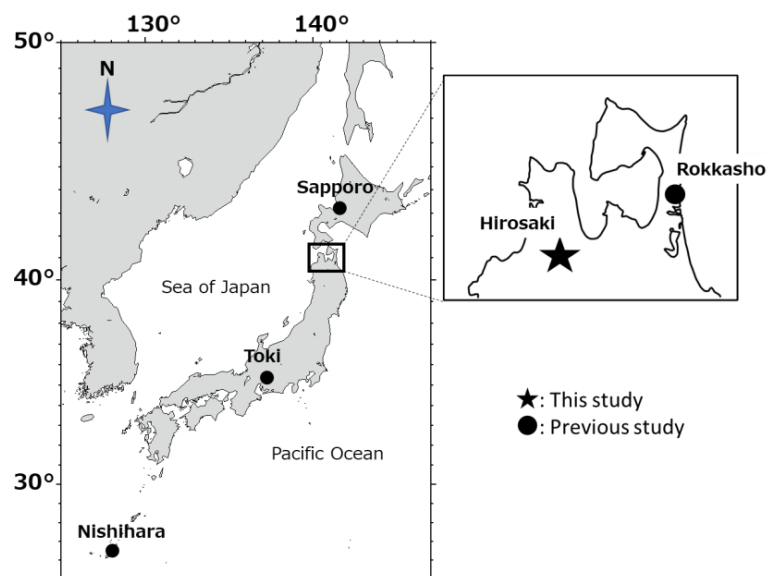 130°
140°
50°
N
Sapporo
Rokkasho
Hirosaki
40°
Sea of Japan
Toki
★: This study
●: Previous study
Pacific Ocean
30°
Nishihara